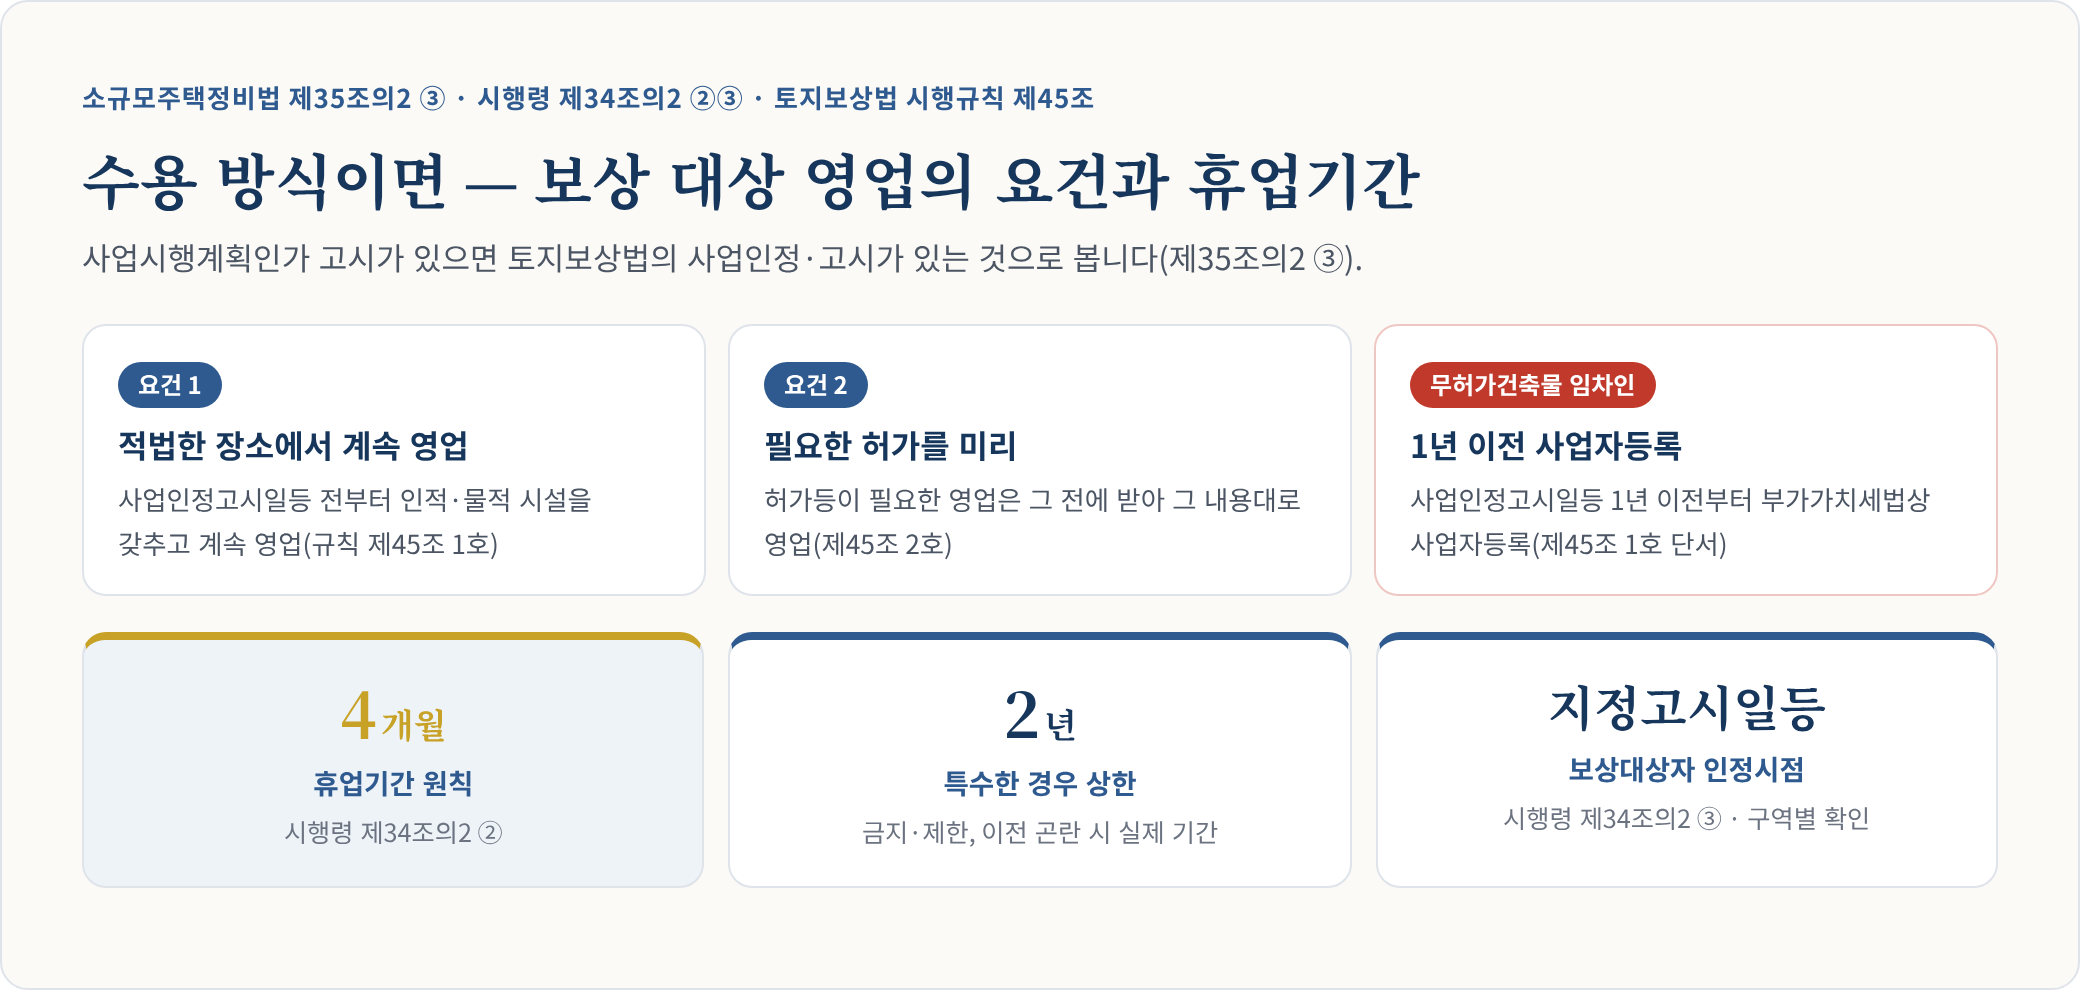 소규모주택정비법 제35조의2 ③ · 시행령 제34조의2 ②③ · 토지보상법 시행규칙 제45조
수용 방식이면 — 보상 대상 영업의 요건과 휴업기간
사업시행계획인가 고시가 있으면 토지보상법의 사업인정·고시가 있는 것으로 봅니다(제35조의2 ③).
요건 1
적법한 장소에서 계속 영업
사업인정고시일등 전부터 인적·물적 시설을
갖추고 계속 영업(규칙 제45조 1호)
요건 2
필요한 허가를 미리
허가등이 필요한 영업은 그 전에 받아 그 내용대로
영업(제45조 2호)
무허가건축물 임차인
1년 이전 사업자등록
사업인정고시일등 1년 이전부터 부가가치세법상
사업자등록(제45조 1호 단서)
4개월
휴업기간 원칙
시행령 제34조의2 ②
2년
특수한 경우 상한
금지·제한, 이전 곤란 시 실제 기간
지정고시일등
보상대상자 인정시점
시행령 제34조의2 ③ · 구역별 확인